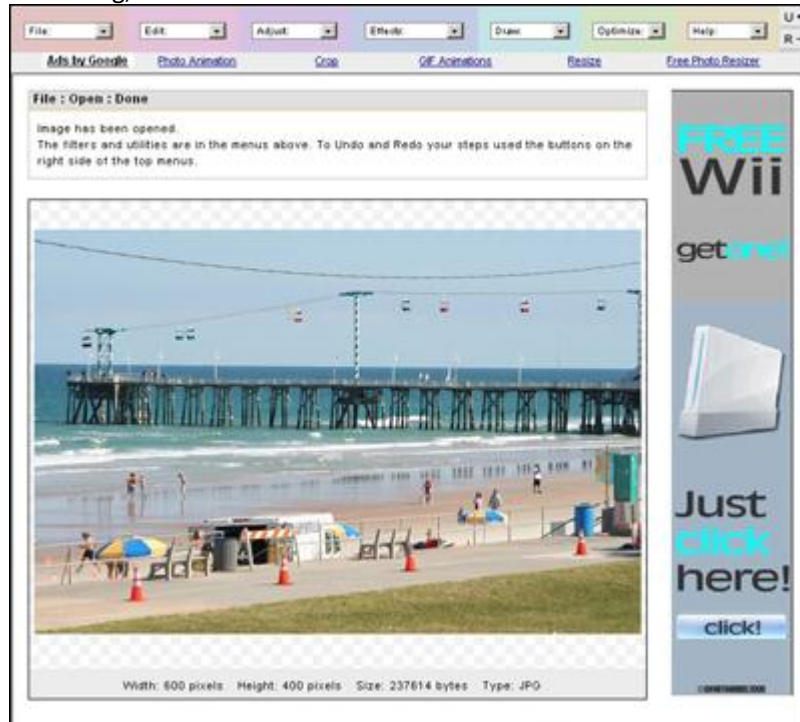 File:
Edit:
Adjust:
Effects:
Draw:
Optimize:
Help:
U
R
Ads by Google
Photo Animation
Crop
GIF Animations
Resize
Free Photo Resizer
File : Open : Done
Image has been opened.
The filters and utilities are in the menus above. To Undo and Redo your steps used the buttons on the
right side of the top menus.
FREE
Wii
get one!
Just
click
here!
click!
Width: 600 pixels Height: 400 pixels Size: 237614 bytes Type: JPG